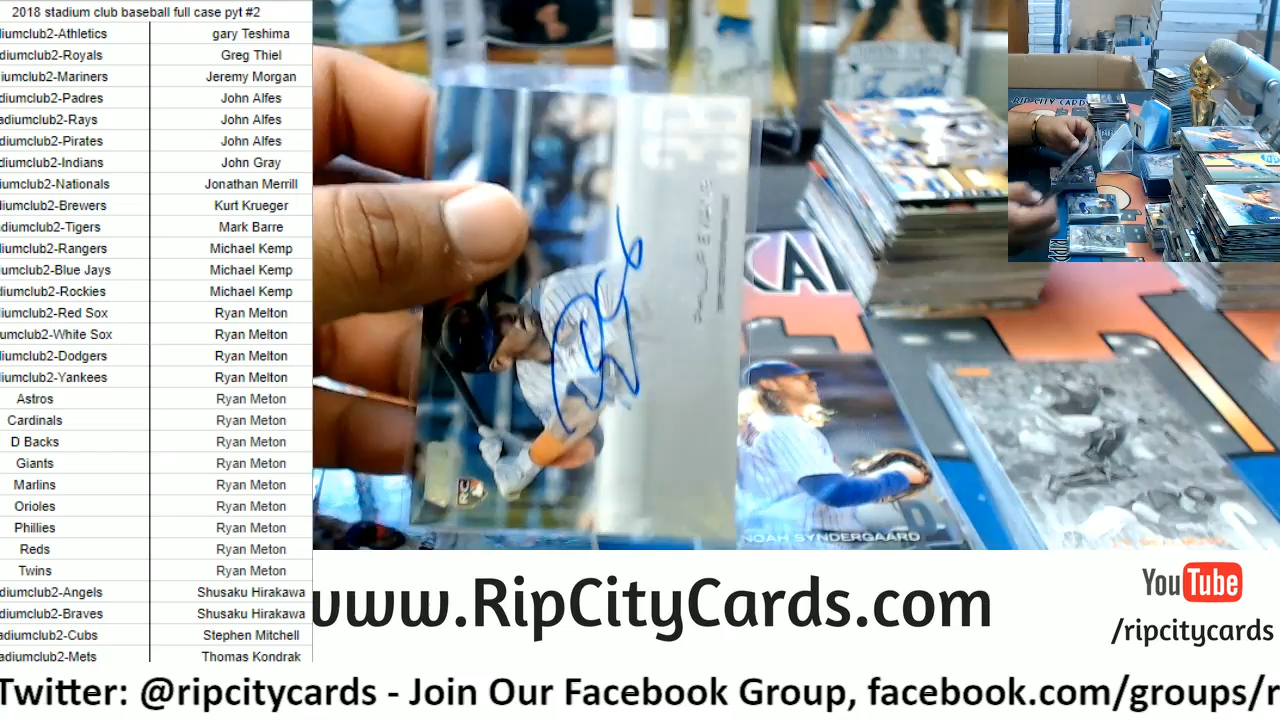 2018 stadium club baseball full case pyt #2
diumclub2-Athletics gary Teshima
diumclub2-Royals Greg Thiel
iumclub2-Mariners Jeremy Morgan
diumclub2-Padres John Alfes
adiumclub2-Rays John Alfes
adiumclub2-Pirates John Alfes
diumclub2-Indians John Gray
iumclub2-Nationals Jonathan Merrill
diumclub2-Brewers Kurt Krueger
adiumclub2-Tigers Mark Barre
diumclub2-Rangers Michael Kemp
diumclub2-Blue Jays Michael Kemp
diumclub2-Rockies Michael Kemp
diumclub2-Red Sox Ryan Melton
umclub2-White Sox Ryan Melton
diumclub2-Dodgers Ryan Melton
diumclub2-Yankees Ryan Melton
Astros Ryan Meton
Cardinals Ryan Meton
D Backs Ryan Meton
Giants Ryan Meton
Marlins Ryan Meton
Orioles Ryan Meton
Phillies Ryan Meton
Reds Ryan Meton
Twins Ryan Meton
diumclub2-Angels Shusaku Hirakawa
diumclub2-Braves Shusaku Hirakawa
adiumclub2-Cubs Stephen Mitchell
adiumclub2-Mets Thomas Kondrak
RC
CA
NOAH SYNDERGAARD
RIP CITY CARD
www.RipCityCards.com
YouTube
/ripcitycards
Twitter: @ripcitycards - Join Our Facebook Group, facebook.com/groups/r